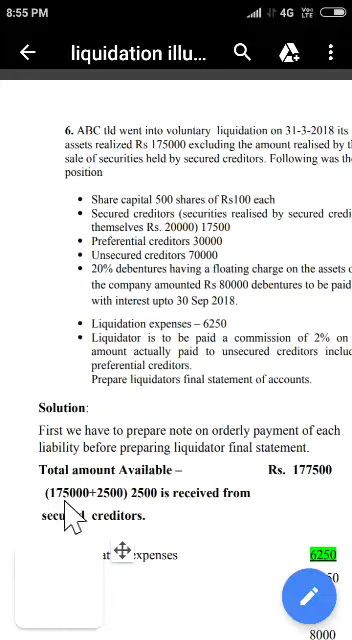 8:55 PM 4G VoLTE
liquidation illu...
6. ABC tld went into voluntary liquidation on 31-3-2018 its
assets realized Rs 175000 excluding the amount realised by
sale of securities held by secured creditors. Following was
position
• Share capital 500 shares of Rs100 each
• Secured creditors (securities realised by secured
themselves Rs. 20000) 17500
• Preferential creditors 30000
• Unsecured creditors 70000
• 20% debentures having a floating charge on the assets
the company amounted Rs 80000 debentures to be paid
with interest upto 30 Sep 2018.
• Liquidation expenses – 6250
• Liquidator is to be paid a commission of 2% on
amount actually paid to unsecured creditors
preferential creditors.
Prepare liquidators final statement of accounts.
Solution:
First we have to prepare note on orderly payment of each
liability before preparing liquidator final statement.
Total amount Available – Rs. 177500
(175000+2500) 2500 is received from
creditors.
expenses 6250
8000